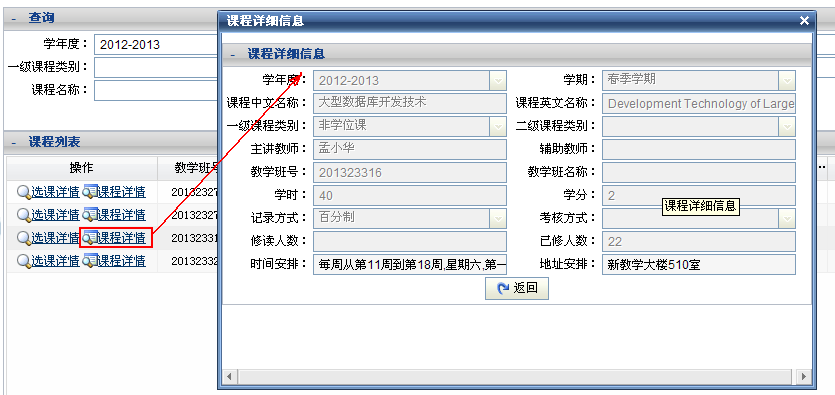 - 查询
学年度： 2012-2013
一级课程类别：
课程名称：
- 课程列表
操作 教学班号
选课详情 课程详情 20132327
选课详情 课程详情 20132327
选课详情 课程详情 20132331
选课详情 课程详情 20132332
课程详细信息
- 课程详细信息
学年度： 2012-2013 学期： 春季学期
课程中文名称： 大型数据库开发技术 课程英文名称： Development Technology of Large
一级课程类别： 非学位课 二级课程类别：
主讲教师： 孟小华 辅助教师：
教学班号： 201323316 教学班名称：
学时： 40 学分： 2
课程详细信息
记录方式： 百分制 考核方式：
修读人数： 已修人数： 22
时间安排： 每周从第11周到第18周,星期六,第一 地址安排： 新教学大楼510室
返回